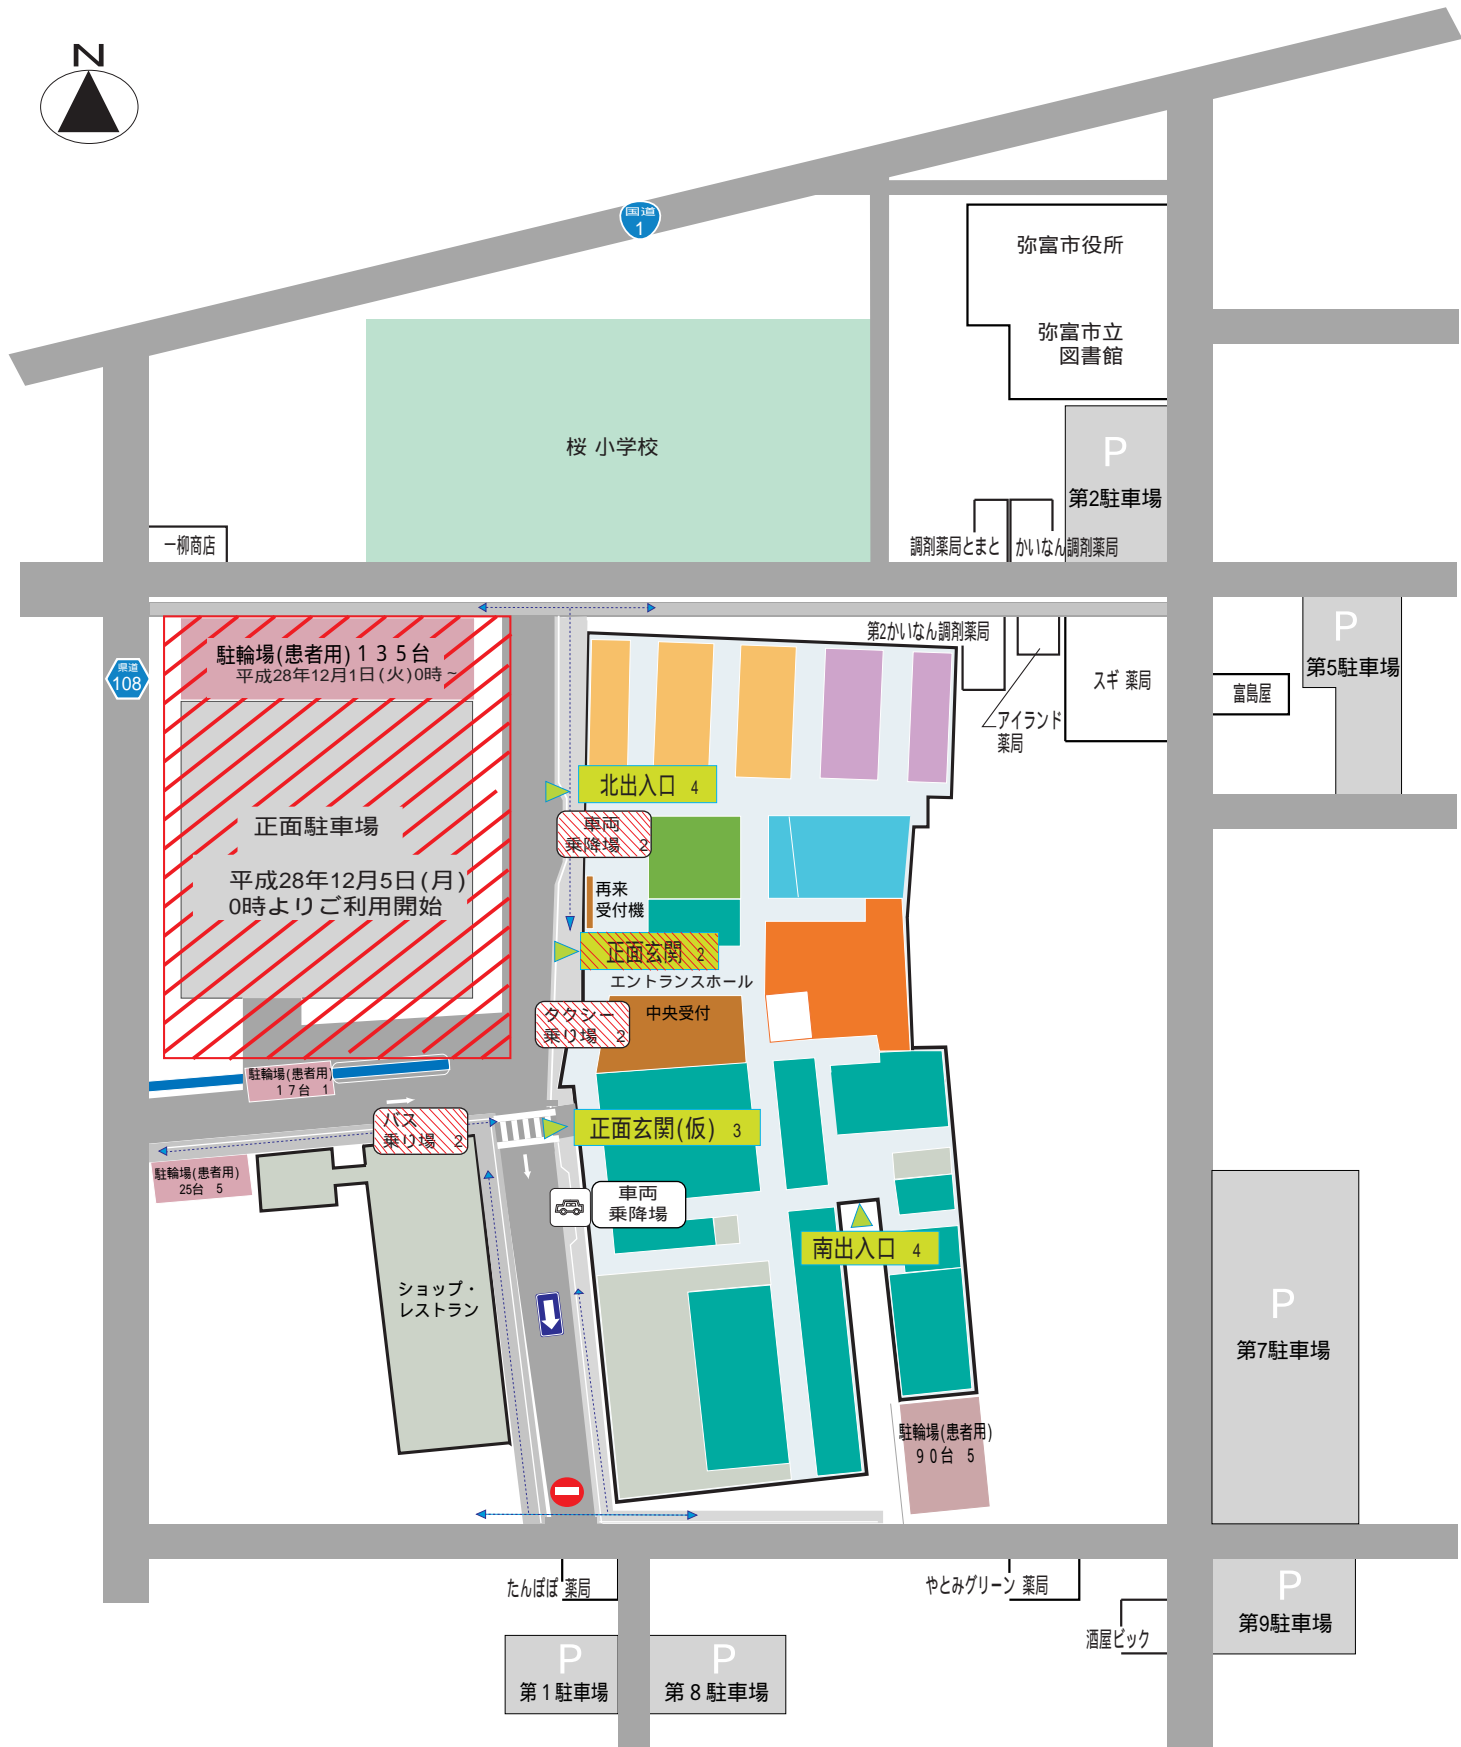 N
国道
1
弥富市役所
弥富市立
図書館
桜 小学校
P
第2駐車場
一柳商店
調剤薬局とまと
かいなん調剤薬局
第2かいなん調剤薬局
P
第5駐車場
駐輪場(患者用) 135台
平成28年12月1日(火)0時~
県道
108
スギ 薬局
富島屋
アイランド
薬局
北出入口 4
正面駐車場
平成28年12月5日(月)
0時よりご利用開始
車両
乗降場 2
再来
受付機
正面玄関 2
エントランスホール
タクシー
乗り場 2
中央受付
駐輪場(患者用)
17台 1
バス
乗り場 2
正面玄関(仮) 3
駐輪場(患者用)
25台 5
車両
乗降場
南出入口 4
ショップ・
レストラン
P
第7駐車場
駐輪場(患者用)
90台 5
たんぽぽ 薬局
やとみグリーン 薬局
P
第9駐車場
酒屋ビック
P
第1駐車場
P
第8駐車場